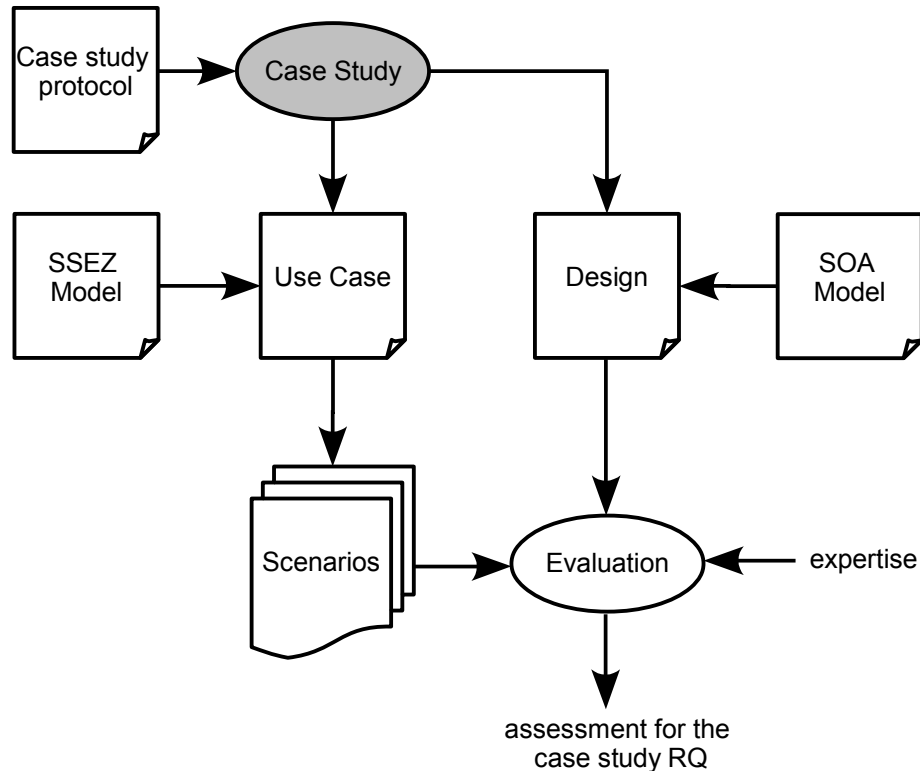 Case study
protocol
Case Study
SSEZ
Model
Use Case
Design
SOA
Model
Scenarios
Evaluation
expertise
assessment for the
case study RQ